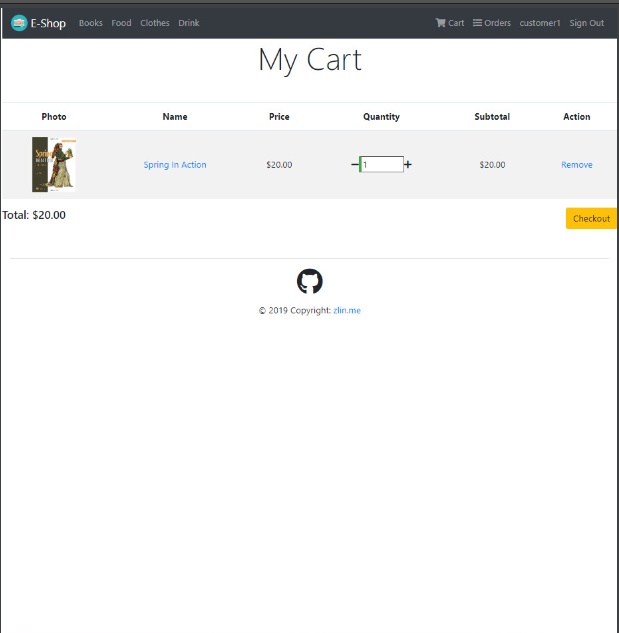 E-Shop Books Food Clothes Drink Cart Orders customer1 Sign Out
My Cart
Photo Name Price Quantity Subtotal Action
Spring
Spring In Action $20.00 1 $20.00 Remove
Total: $20.00 Checkout
© 2019 Copyright: zlin.me